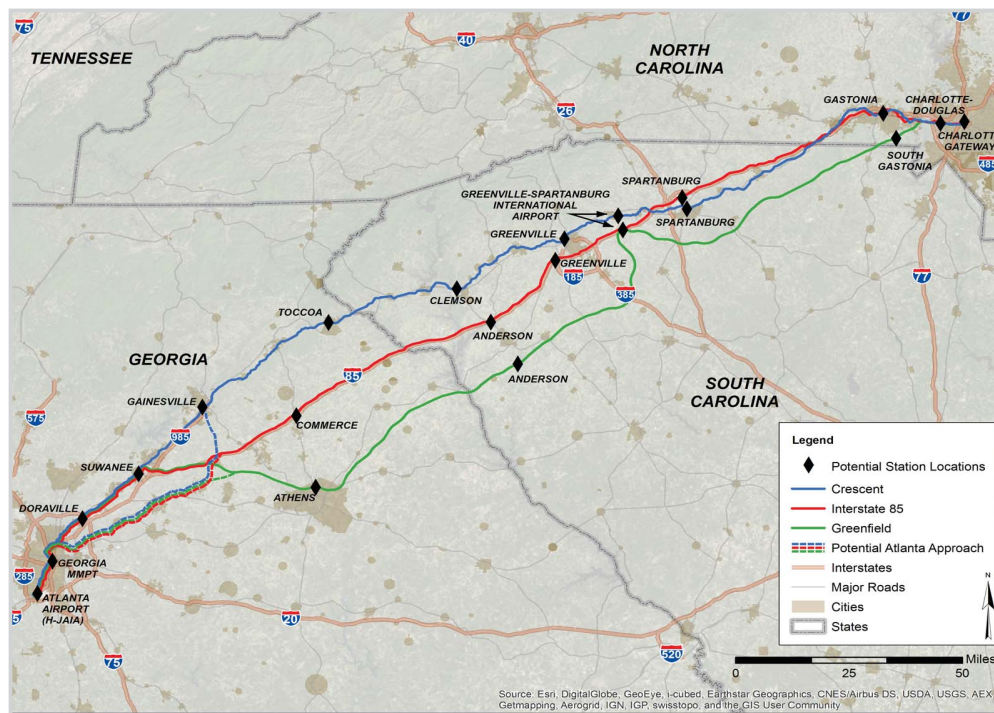 75
77
40
TENNESSEE
NORTH
CAROLINA
GASTONIA
CHARLOTTE-
DOUGLAS
26
CHARLOTT
GATEWAY
SOUTH
GASTONIA
485
SPARTANBURG
GREENVILLE-SPARTANBURG
INTERNATIONAL
AIRPORT
SPARTANBURG
GREENVILLE
GREENVILLE
185
77
385
CLEMSON
TOCCOA
ANDERSON
GEORGIA
85
ANDERSON
SOUTH
CAROLINA
GAINESVILLE
575
COMMERCE
985
SUWANEE
ATHENS
DORAVILLE
GEORGIA
MMPT
285
ATLANTA
AIRPORT
(H-JAIA)
5
20
75
520
Legend
Potential Station Locations
Crescent
Interstate 85
Greenfield
Potential Atlanta Approach
Interstates
Major Roads
Cities
States
N
Miles
0 25 50
Source: Esri, DigitalGlobe, GeoEye, i-cubed, Earthstar Geographics, CNES/Airbus DS, USDA, USGS, AEX
Getmapping, Aerogrid, IGN, IGP, swisstopo, and the GIS User Community